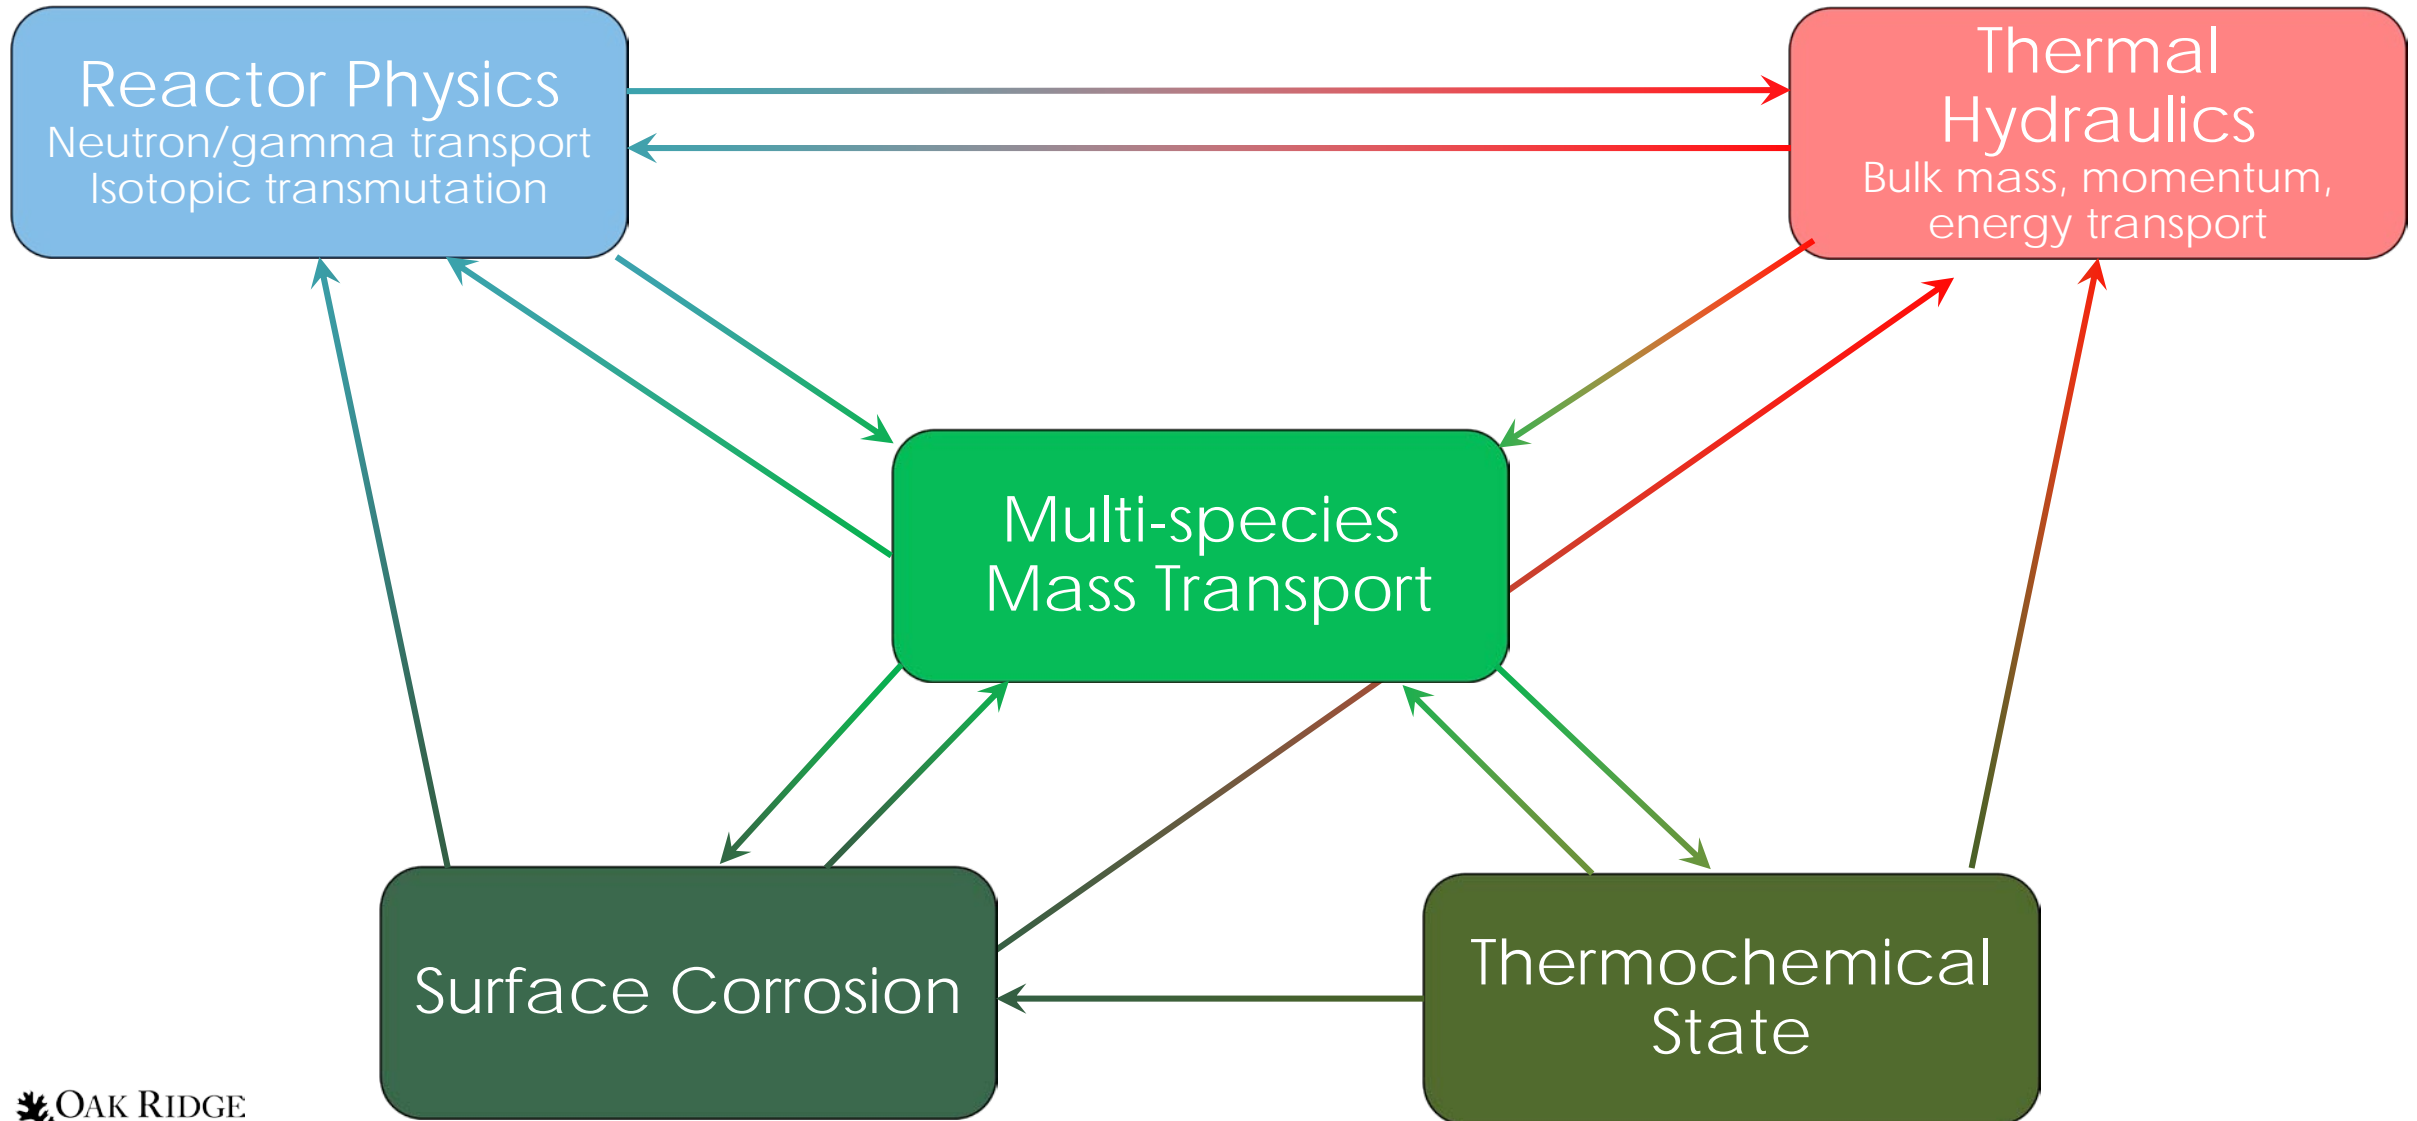 Reactor Physics
Neutron/gamma transport
Isotopic transmutation
Thermal
Hydraulics
Bulk mass, momentum,
energy transport
Multi-species
Mass Transport
Surface Corrosion
Thermochemical
State
OAK RIDGE